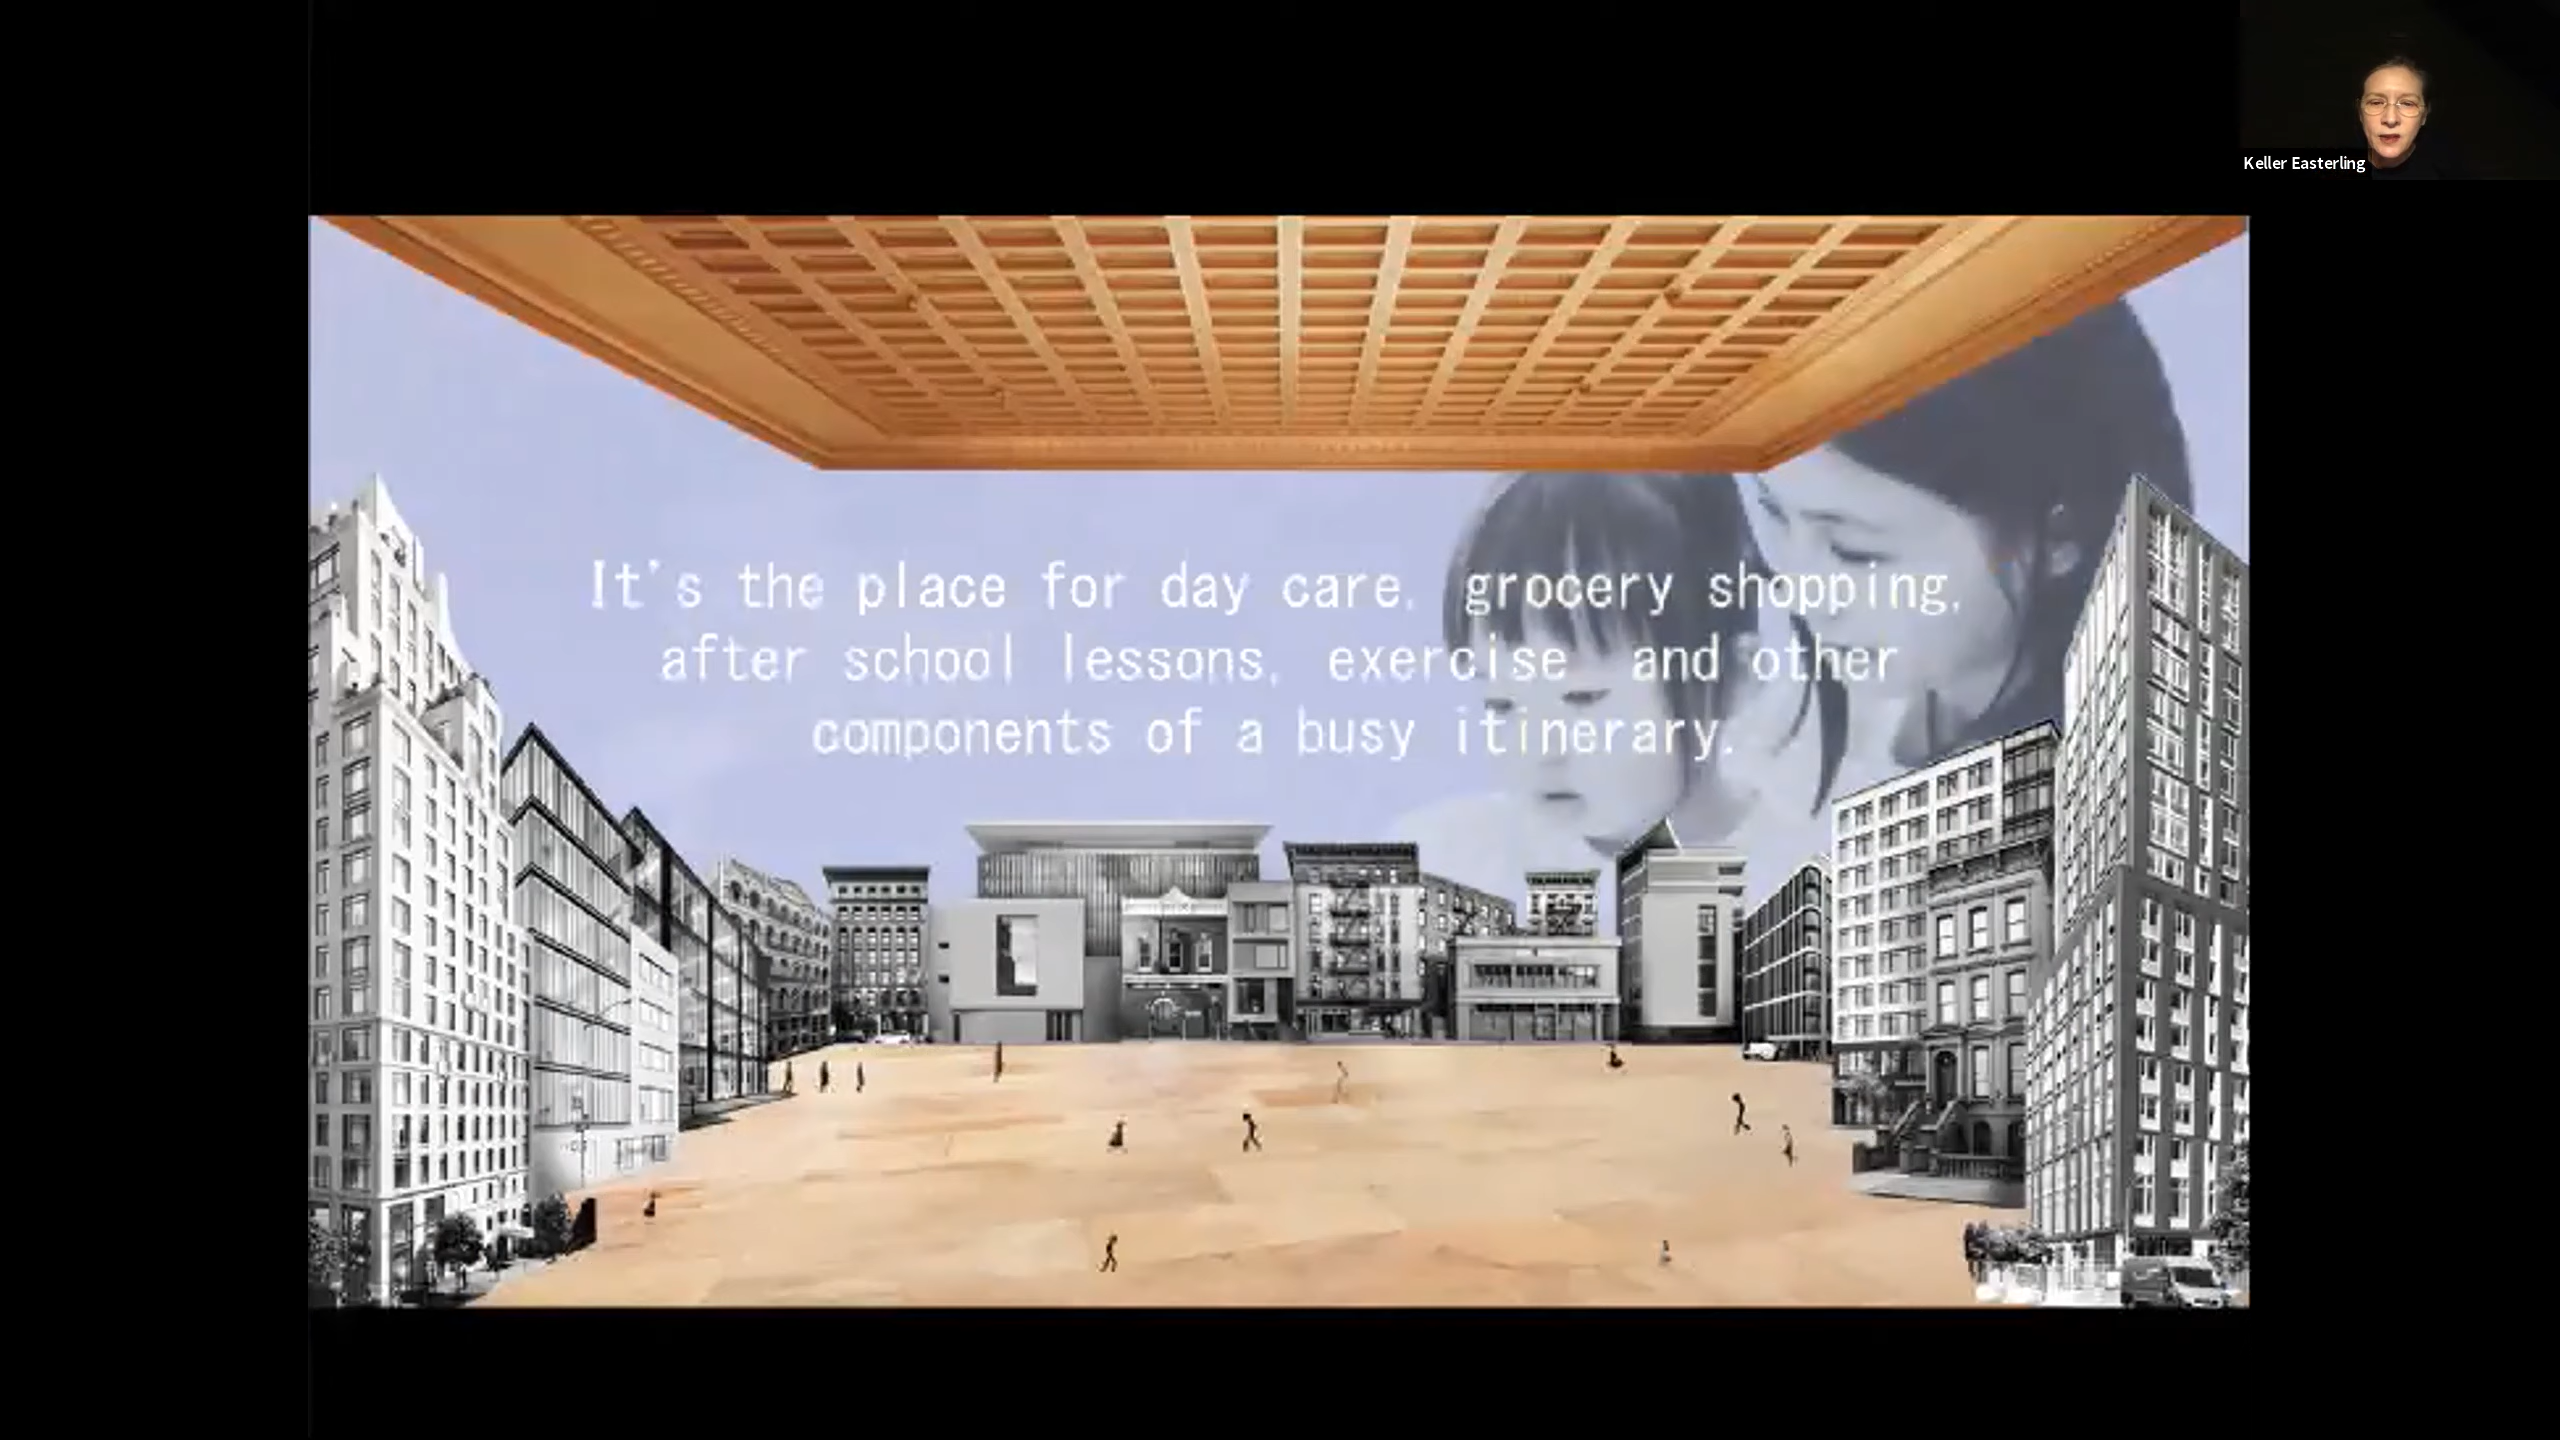 Keller Easterling
It's the place for day care, grocery shopping,
after school lessons, exercise and other
components of a busy itinerary.